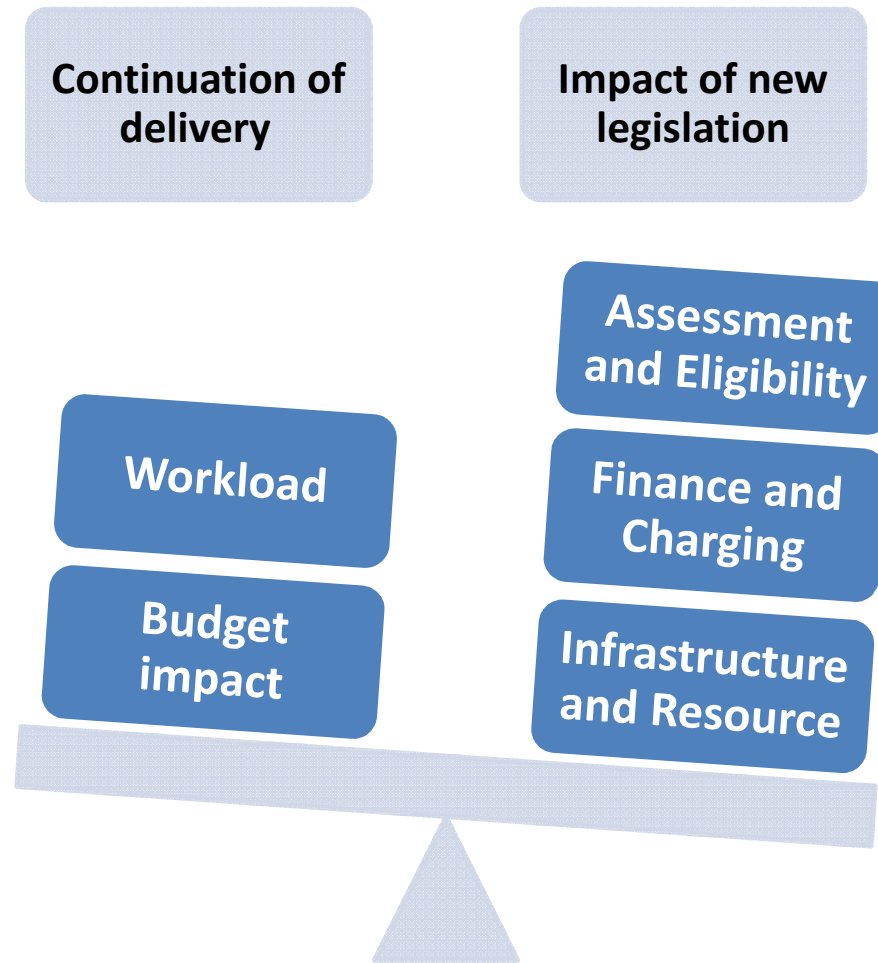 Continuation of
delivery
Impact of new
legislation
Assessment
and Eligibility
Workload
Finance and
Charging
Budget
impact
Infrastructure
and Resource